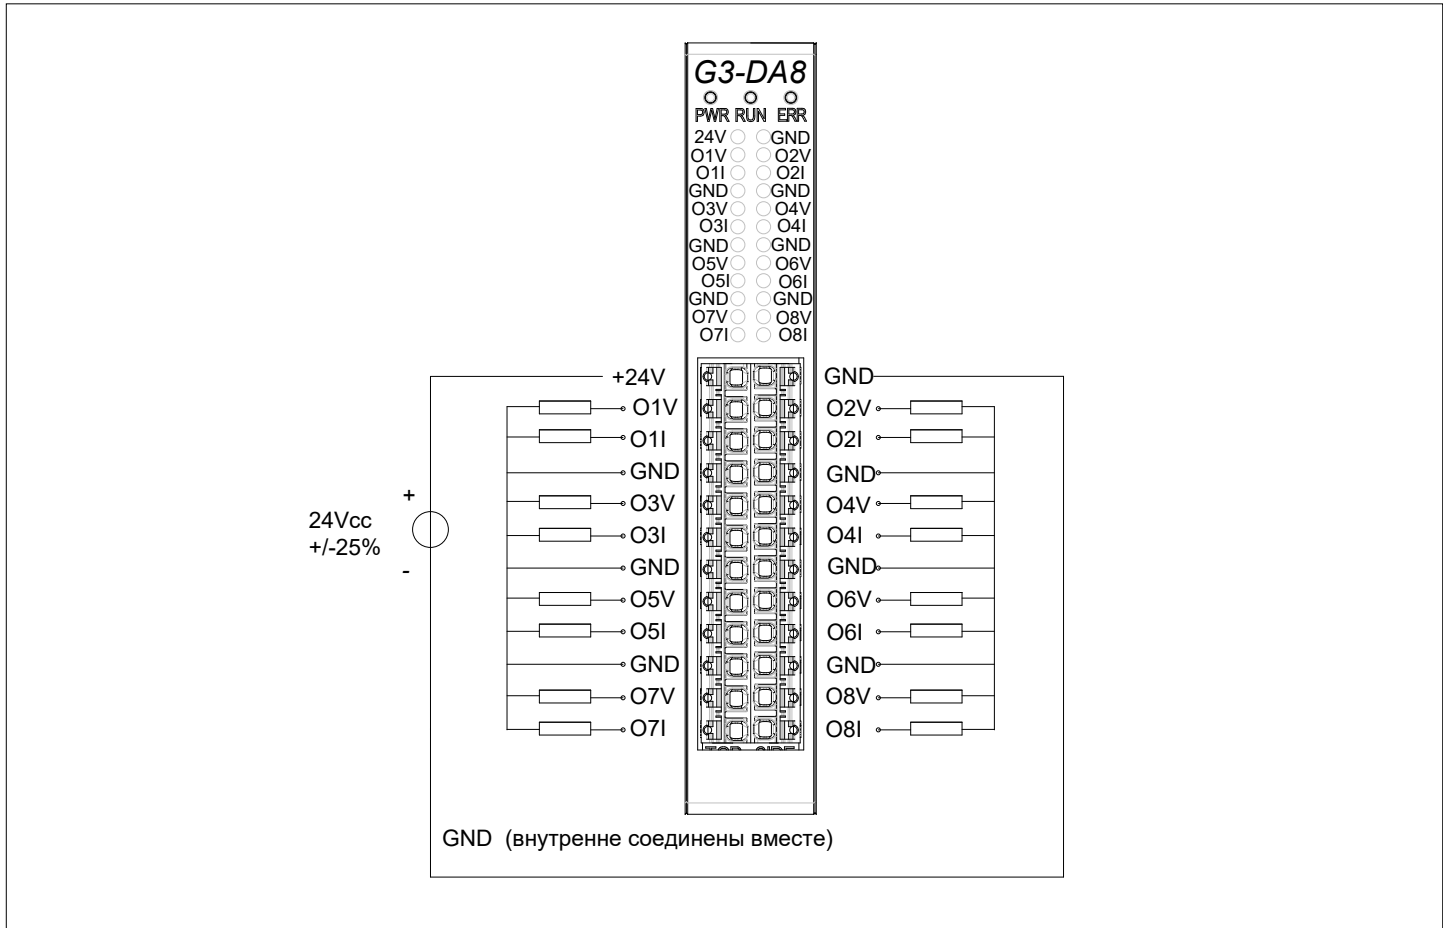 G3-DA8
PWR RUN ERR
24V GND
O1V O2V
O1I O2I
GND GND
O3V O4V
O3I O4I
GND GND
O5V O6V
O5I O6I
GND GND
O7V O8V
O7I O8I
+24V GND
O1V O2V
O1I O2I
GND GND
O3V O4V
O3I O4I
GND GND
O5V O6V
O5I O6I
GND GND
O7V O8V
O7I O8I
+
24Vcc
+/-25%
-
TOP SIDE
GND (внутренне соединены вместе)